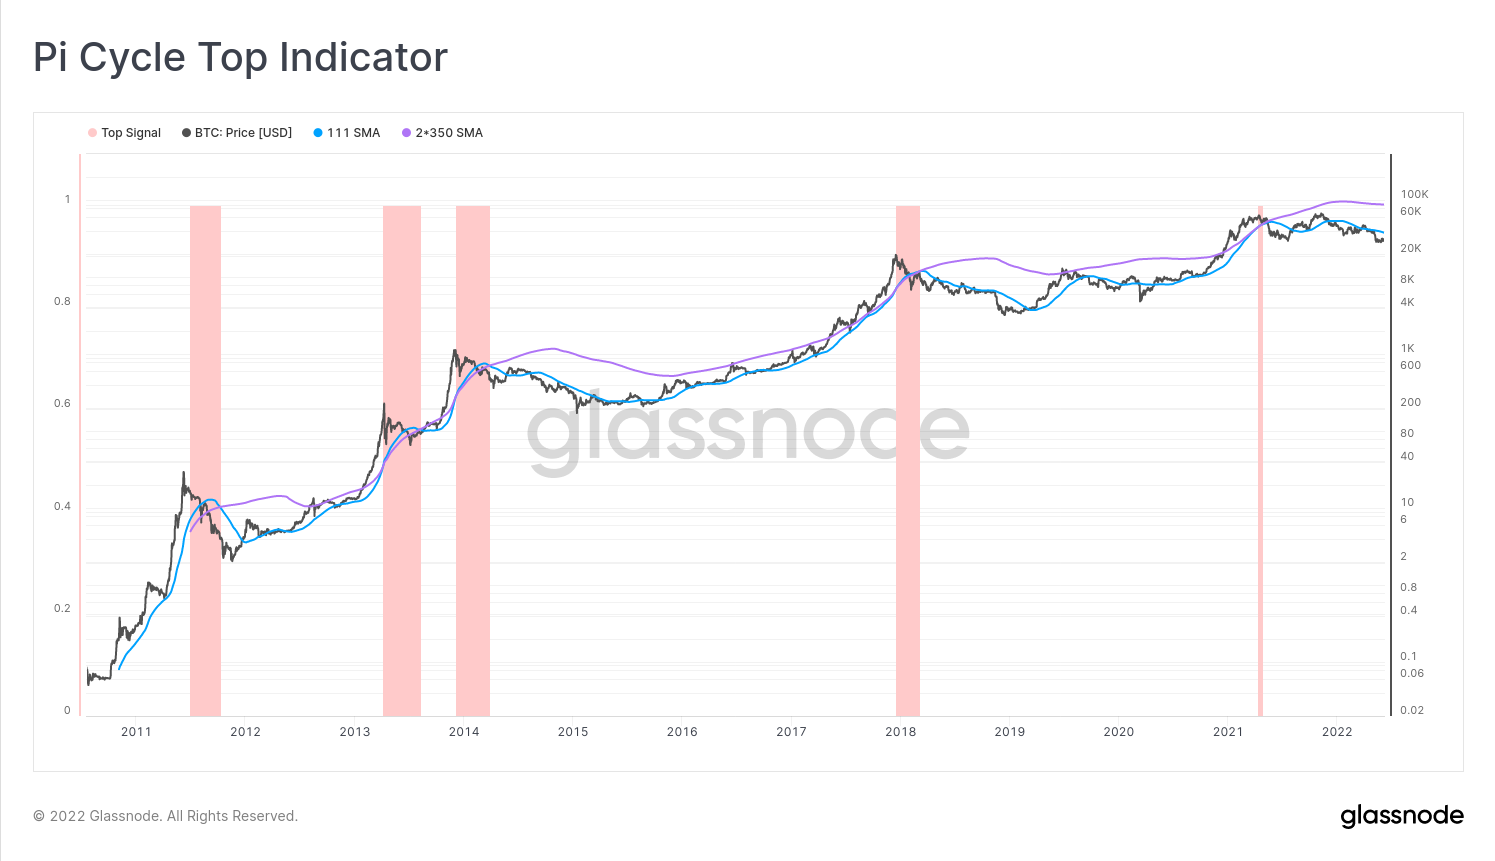 Pi Cycle Top Indicator
Top Signal BTC: Price [USD] 111 SMA 2*350 SMA
1
0.8
0.6
0.4
0.2
0
100K
60K
20K
8K
4K
1K
600
200
80
40
10
6
2
0.8
0.4
0.1
0.06
0.02
glassnode
2011 2012 2013 2014 2015 2016 2017 2018 2019 2020 2021 2022
© 2022 Glassnode. All Rights Reserved.
glassnode